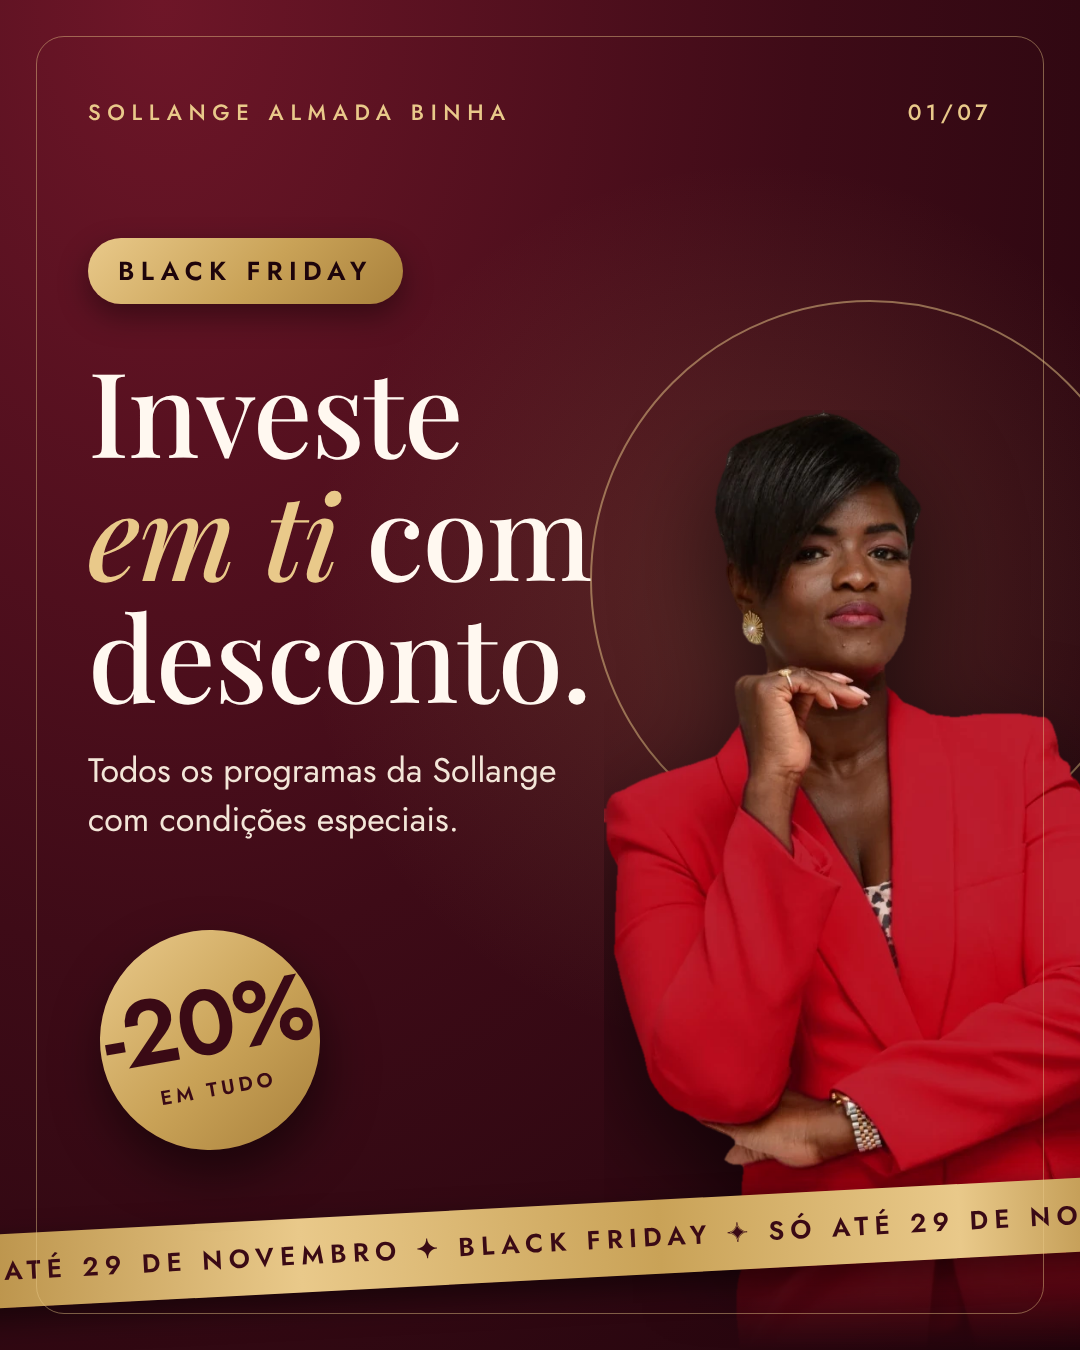 SOLLANGE ALMADA BINHA
01/07
BLACK FRIDAY
Investe
em ti com
desconto.
Todos os programas da Sollange
com condições especiais.
-20%
EM TUDO
ATÉ 29 DE NOVEMBRO ✦ BLACK FRIDAY ✦ SÓ ATÉ 29 DE NO